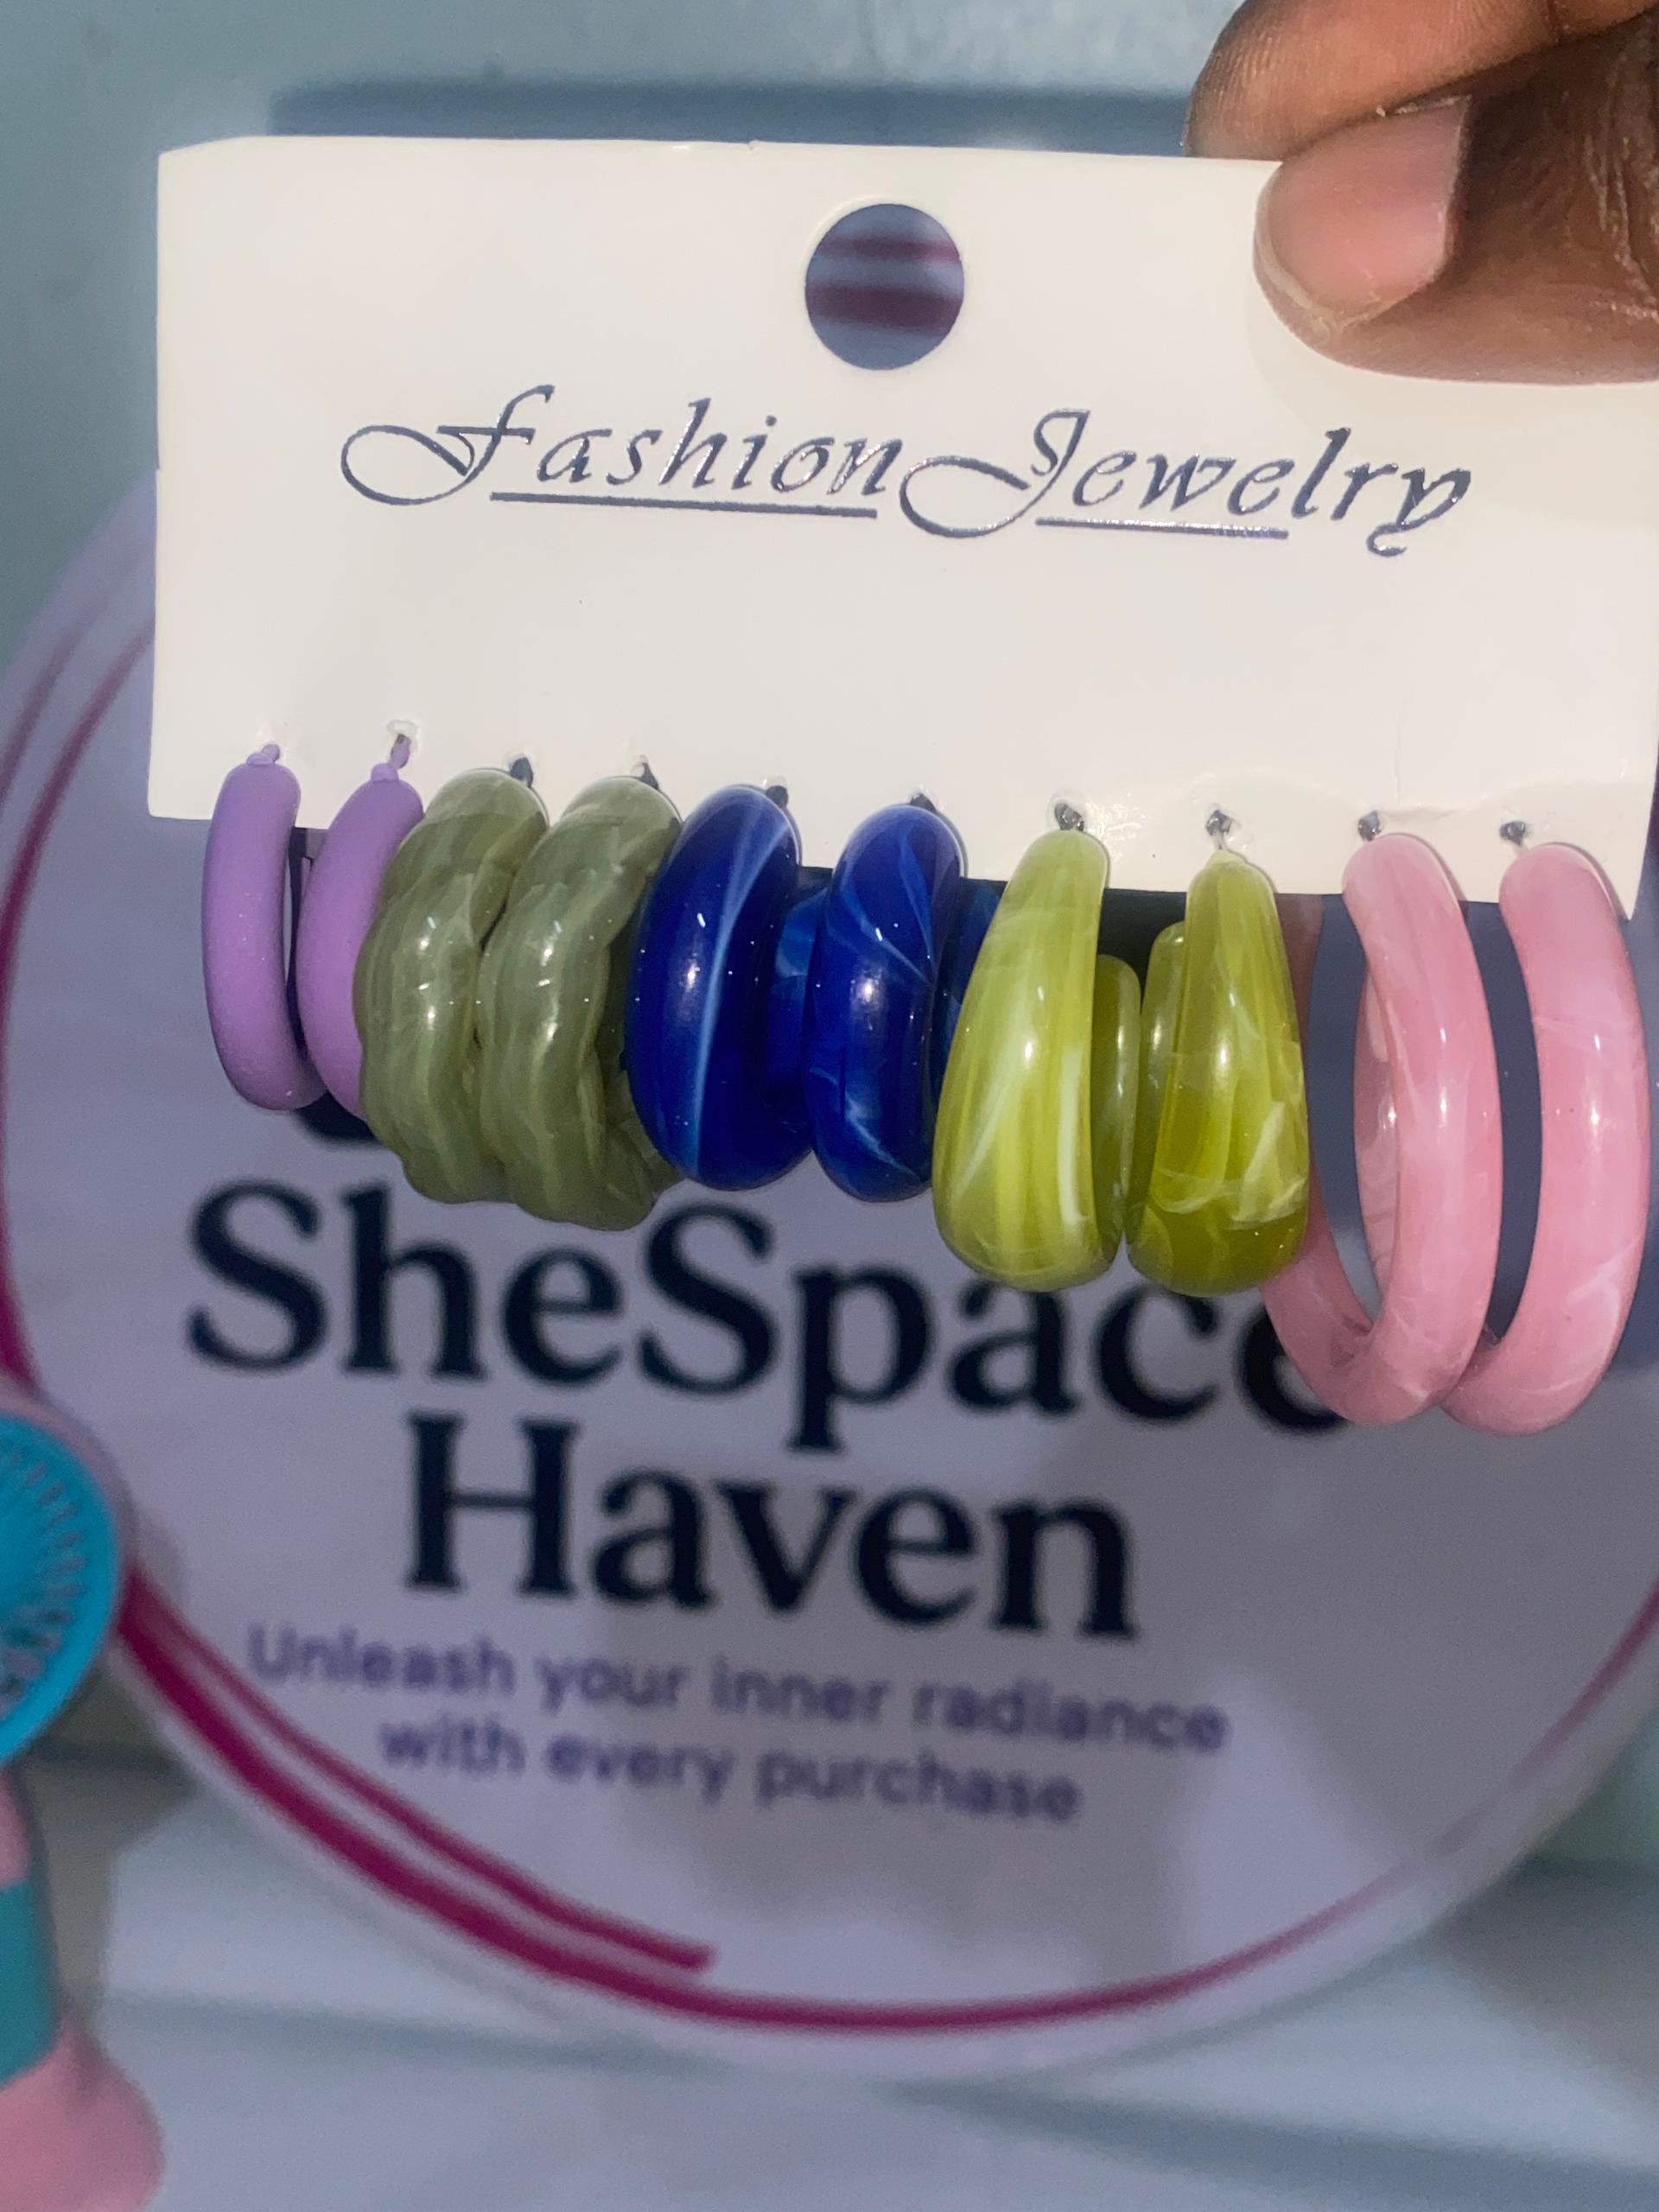 Fashion Jewelry
SheSpace
Haven
Unleash your inner radiance
with every purchase